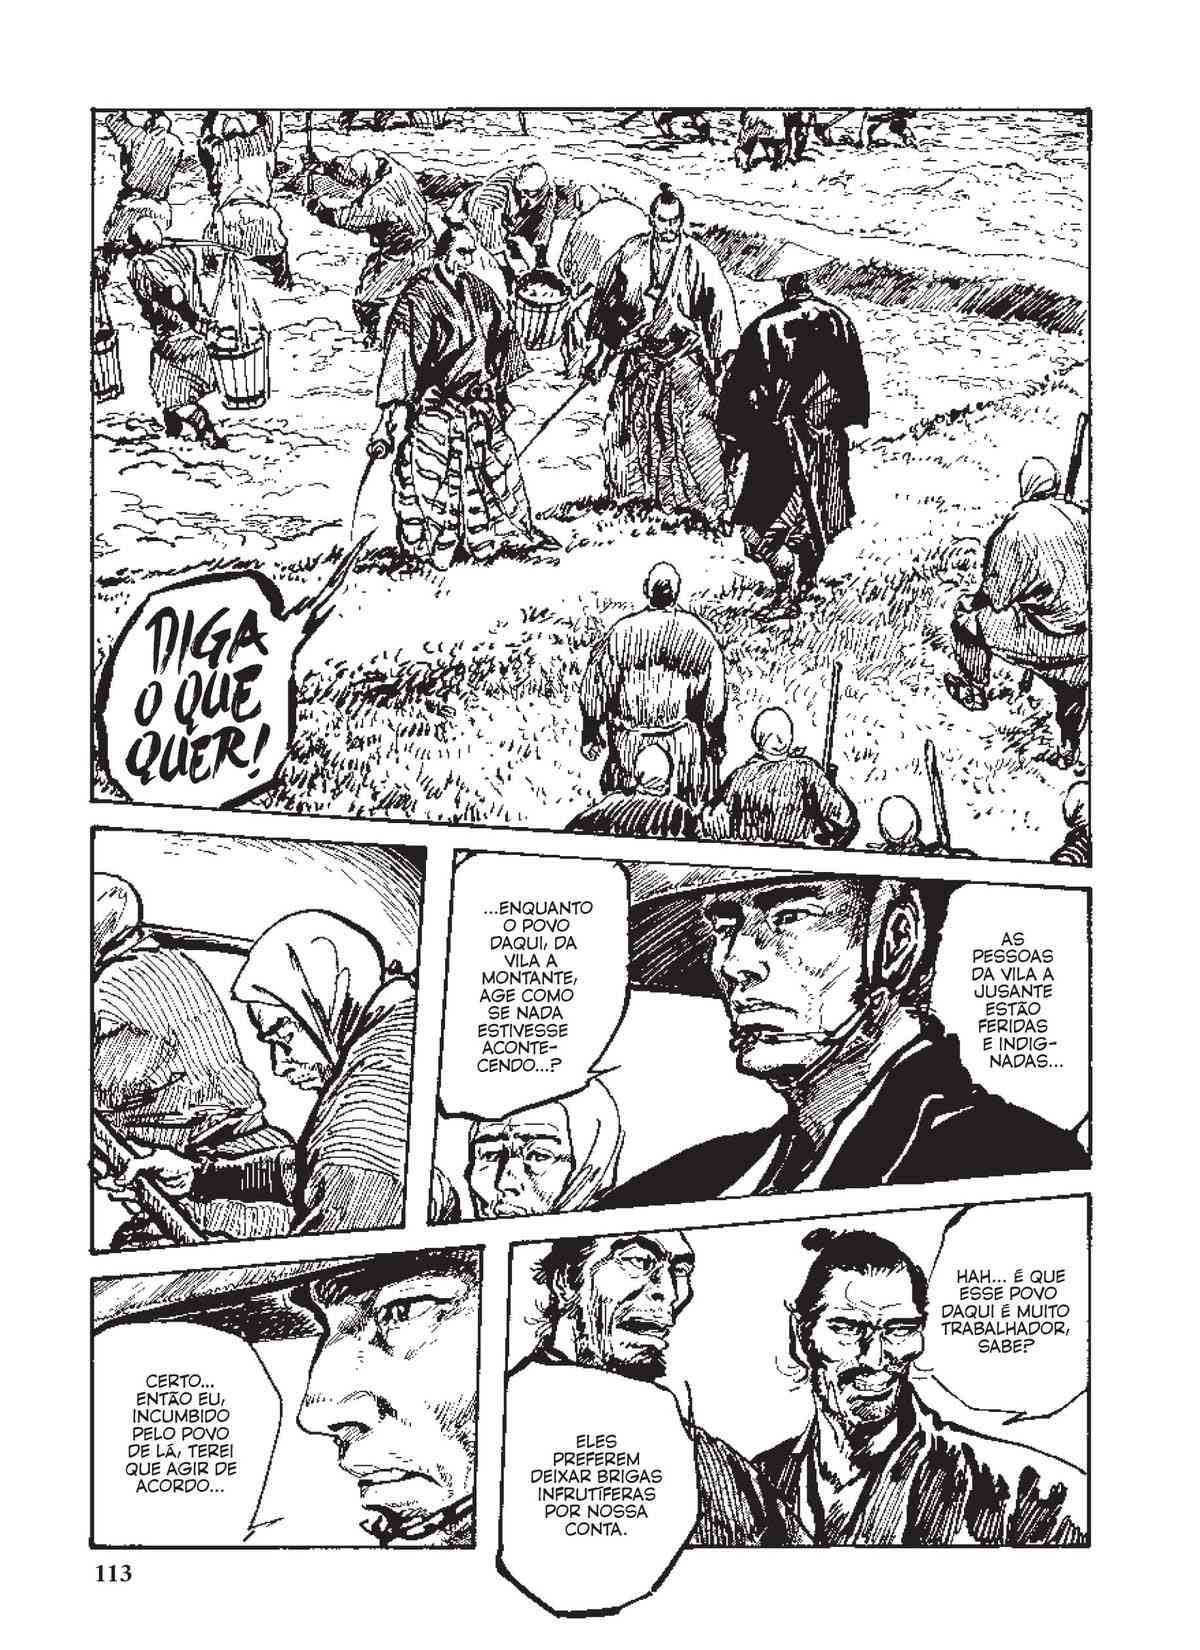 DIGA
O QUE
QUER!
AS
PESSOAS
DA VILA A
JUSANTE
ESTÃO
FERIDAS
E INDIG-
NADAS...
...ENQUANTO
O POVO
DAQUI, DA
VILA A
MONTANTE,
AGE COMO
SE NADA
ESTIVESSE
ACONTE-
CENDO...?
HAH... É QUE
ESSE POVO
DAQUI É MUITO
TRABALHADOR,
SABE?
ELES
PREFEREM
DEIXAR BRIGAS
INFRUTÍFERAS
POR NOSSA
CONTA.
CERTO...
ENTÃO EU,
INCUMBIDO
PELO POVO
DE LÁ, TEREI
QUE AGIR DE
ACORDO...
113